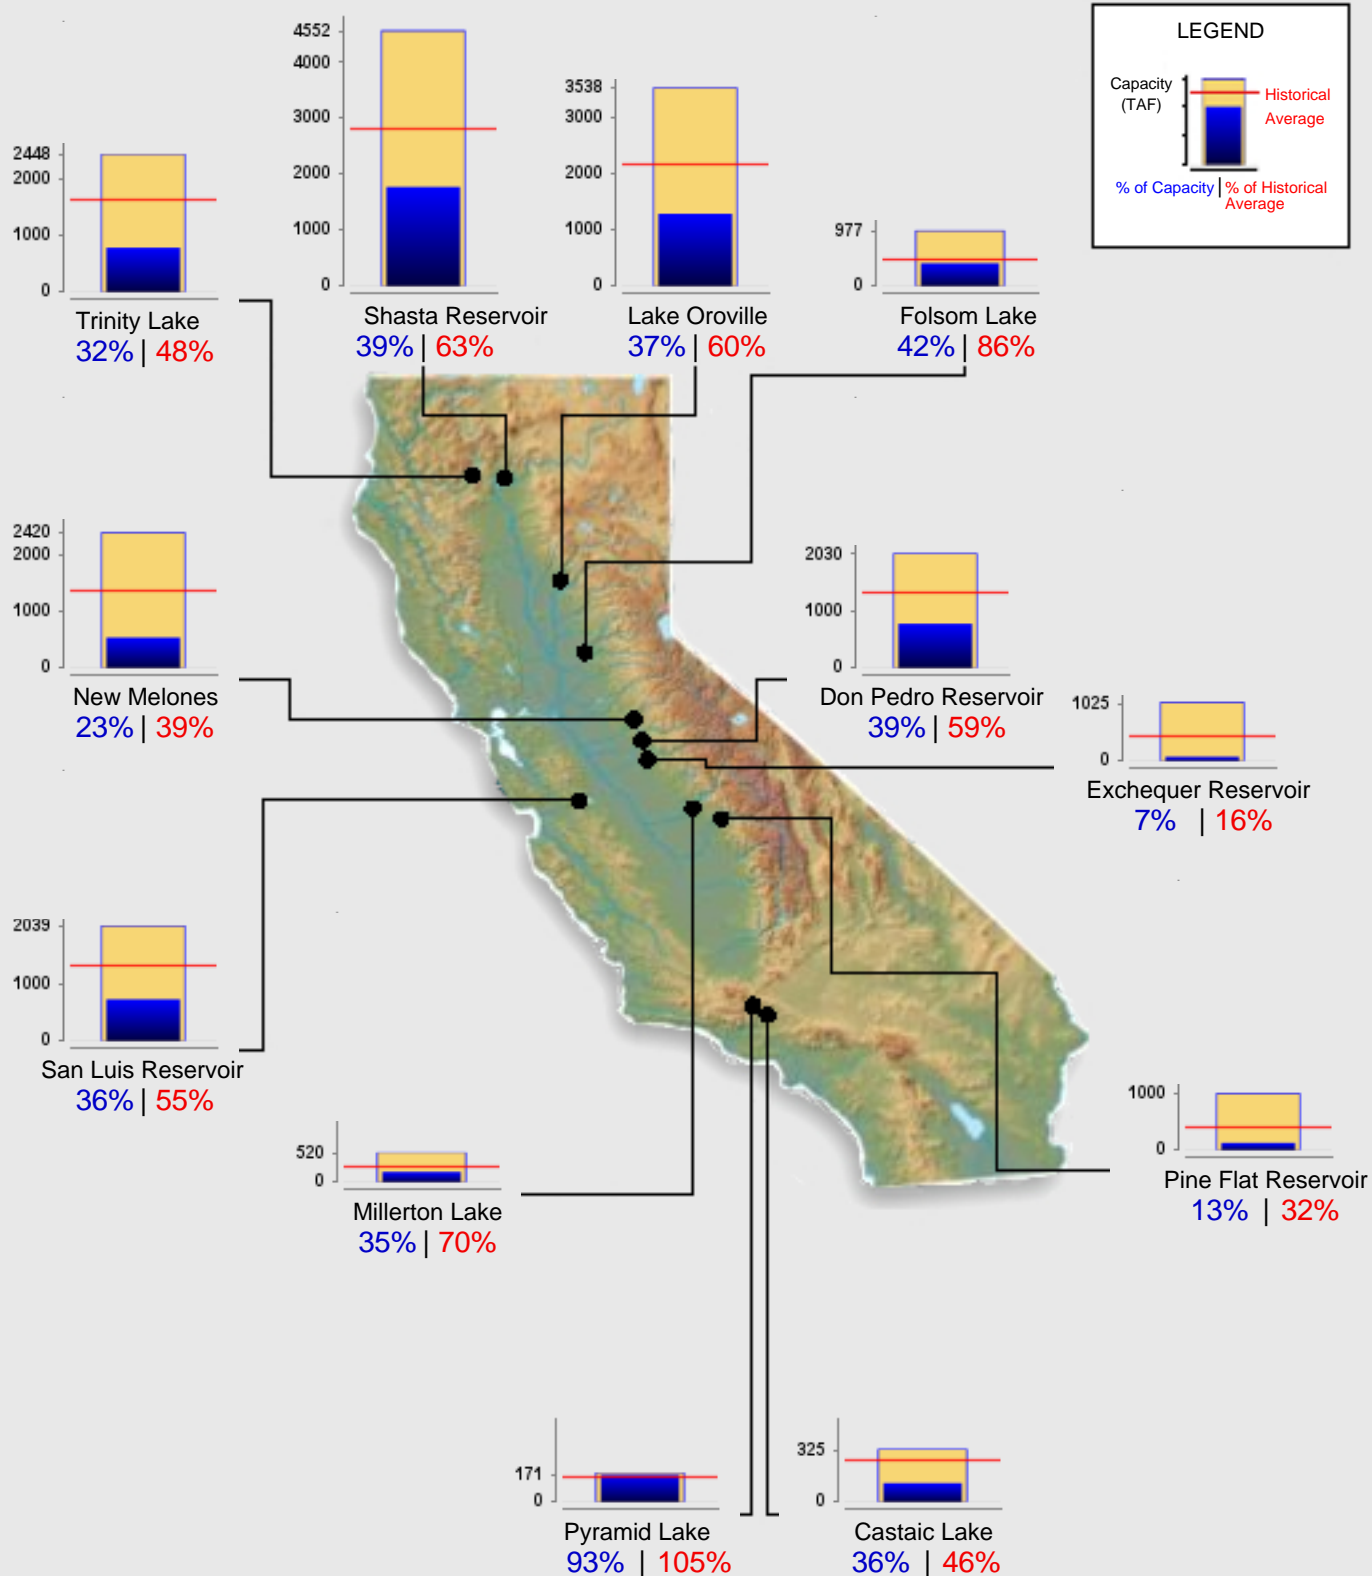 LEGEND
Capacity
(TAF)
Historical
Average
% of Capacity | % of Historical
Average
4552
4000
3000
2000
1000
0
Shasta Reservoir
39% | 63%
3538
3000
2000
1000
0
Lake Oroville
37% | 60%
2448
2000
1000
0
Trinity Lake
32% | 48%
977
0
Folsom Lake
42% | 86%
2420
2000
1000
0
New Melones
23% | 39%
2030
1000
0
Don Pedro Reservoir
39% | 59%
1025
0
Exchequer Reservoir
7% | 16%
2039
1000
0
San Luis Reservoir
36% | 55%
520
0
Millerton Lake
35% | 70%
1000
0
Pine Flat Reservoir
13% | 32%
171
0
Pyramid Lake
93% | 105%
325
0
Castaic Lake
36% | 46%